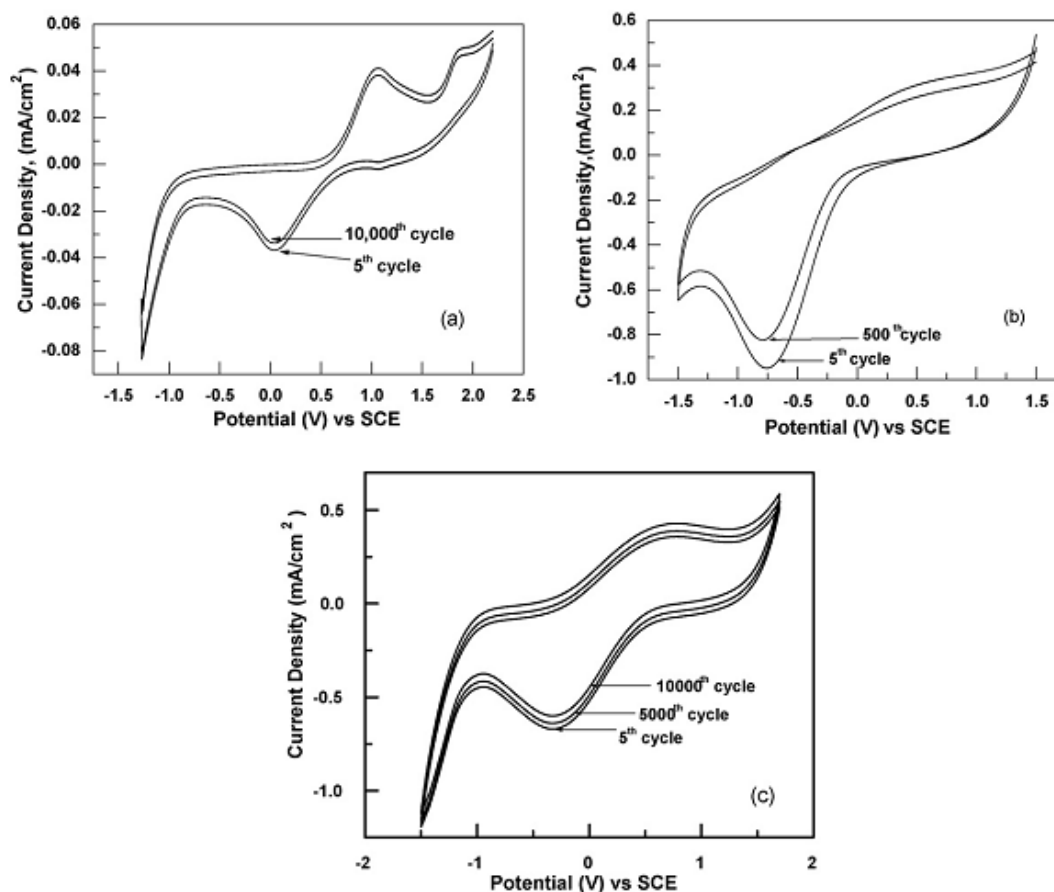 0.06
0.04
0.02
0.00
-0.02
-0.04
-0.06
-0.08
Current Density, (mA/cm²)
10,000th cycle
5th cycle
(a)
-1.5 -1.0 -0.5 0.0 0.5 1.0 1.5 2.0 2.5
Potential (V) vs SCE
0.6
0.4
0.2
0.0
-0.2
-0.4
-0.6
-0.8
-1.0
Current Density,(mA/cm²)
(b)
500th cycle
5th cycle
-1.5 -1.0 -0.5 0.0 0.5 1.0 1.5
Potential (V) vs SCE
0.5
0.0
-0.5
-1.0
Current Density (mA/cm²)
10000th cycle
5000th cycle
5th cycle
(c)
-2 -1 0 1 2
Potential (V) vs SCE